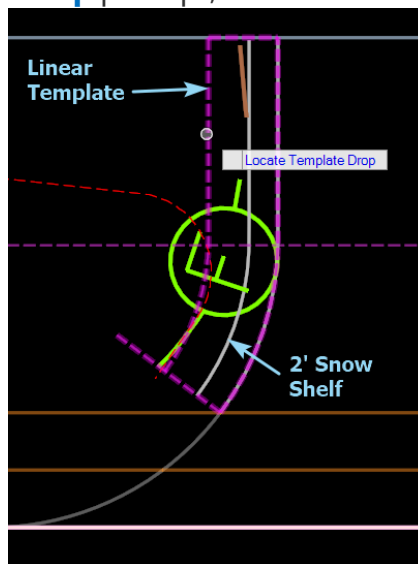 Linear
Template
Locate Template Drop
2' Snow
Shelf